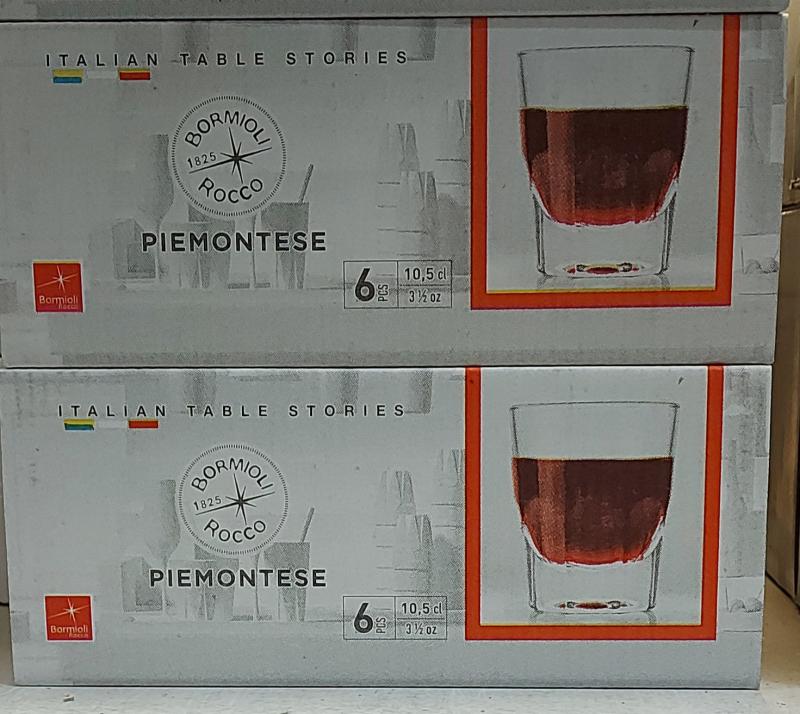 ITALIAN TABLE STORIES
BORMIOLI
1825
ROCCO
PIEMONTESE
Bormioli
Rocco
6 PCS
10,5 cl
3 ½ oz
ITALIAN TABLE STORIES
BORMIOLI
1825
ROCCO
PIEMONTESE
Bormioli
Rocco
6 PCS
10,5 cl
3 ½ oz